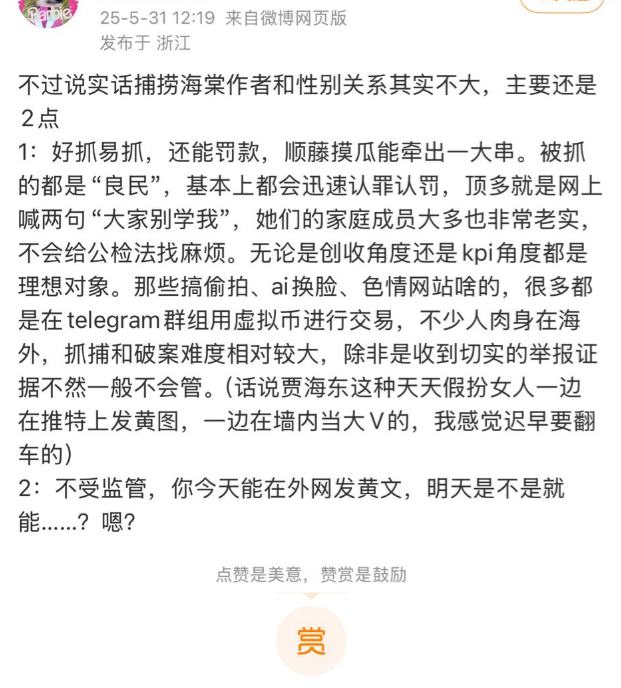 25-5-31 12:19 来自微博网页版
发布于 浙江
不过说实话捕捞海棠作者和性别关系其实不大，主要还是
2点
1：好抓易抓，还能罚款，顺藤摸瓜能牵出一大串。被抓
的都是“良民”，基本上都会迅速认罪认罚，顶多就是网上
喊两句“大家别学我”，她们的家庭成员大多也非常老实，
不会给公检法找麻烦。无论是创收角度还是kpi角度都是
理想对象。那些搞偷拍、ai换脸、色情网站啥的，很多都
是在telegram群组用虚拟币进行交易，不少人肉身在海
外，抓捕和破案难度相对较大，除非是收到切实的举报证
据不然一般不会管。（话说贾海东这种天天假扮女人一边
在推特上发黄图，一边在墙内当大V的，我感觉迟早要翻
车的）
2：不受监管，你今天能在外网发黄文，明天是不是就
能……？嗯？
点赞是美意，赞赏是鼓励
赏